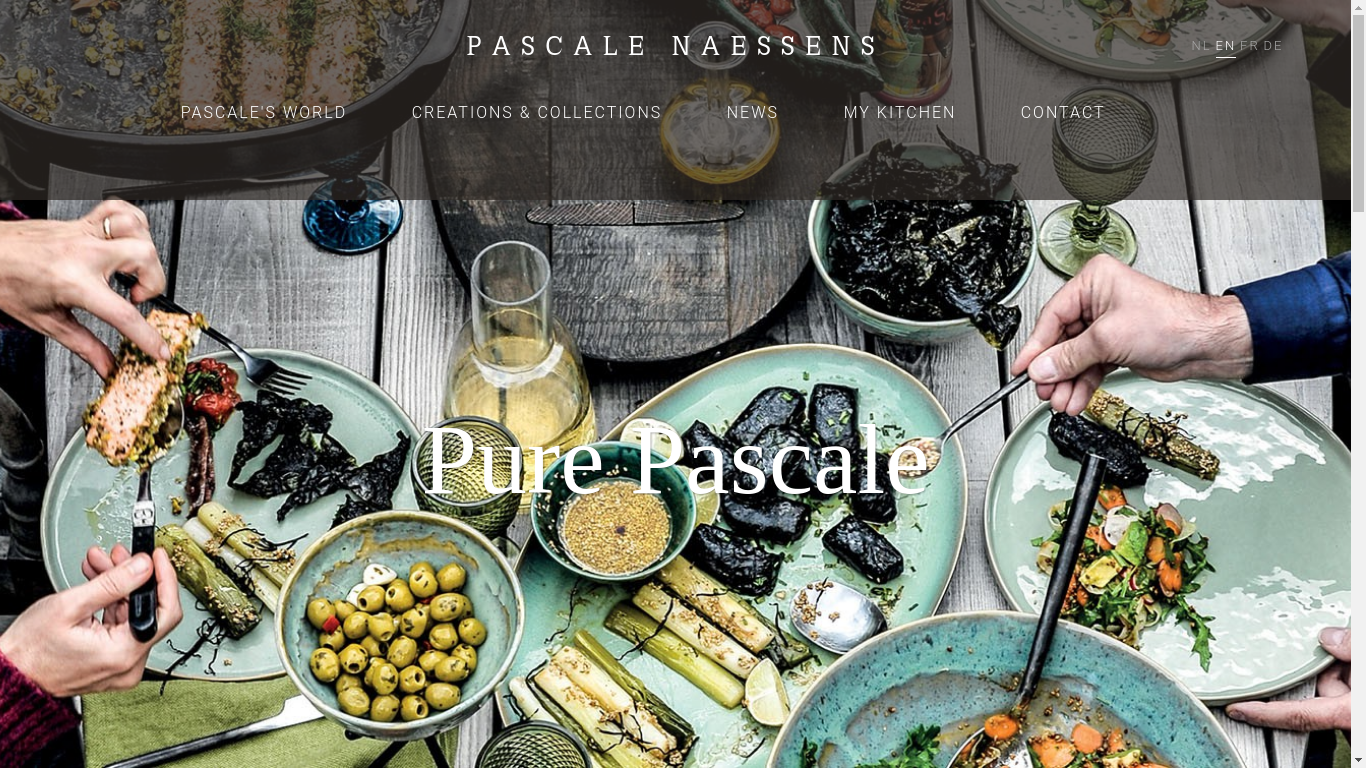 PASCALE NAESSENS
NL EN FR DE
PASCALE'S WORLD CREATIONS & COLLECTIONS NEWS MY KITCHEN CONTACT
Pure Pascale